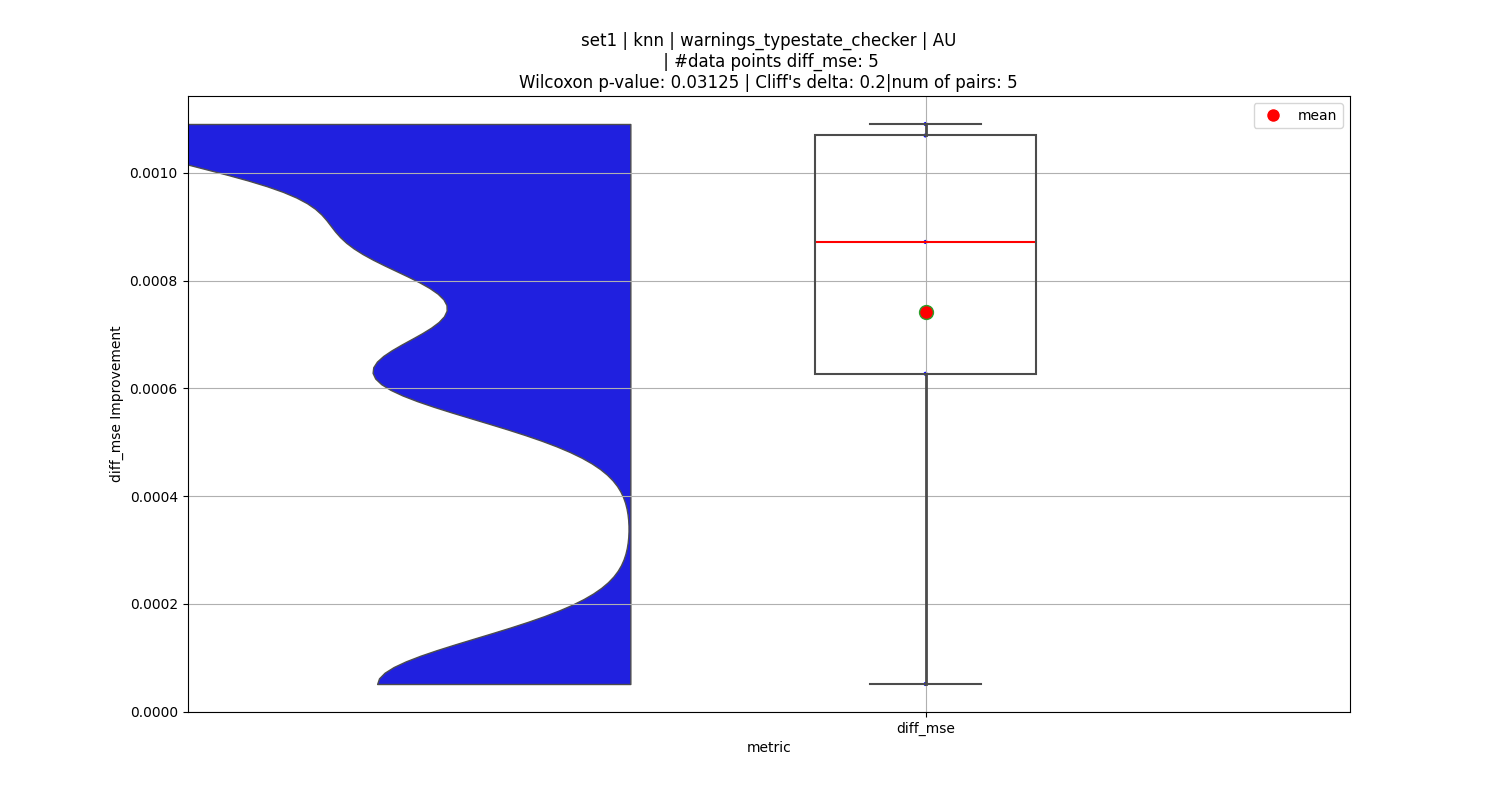 set1 | knn | warnings_typestate_checker | AU
| #data points diff_mse: 5
Wilcoxon p-value: 0.03125 | Cliff's delta: 0.2|num of pairs: 5
mean
0.0010
0.0008
0.0006
0.0004
0.0002
0.0000
diff_mse Improvement
diff_mse
metric